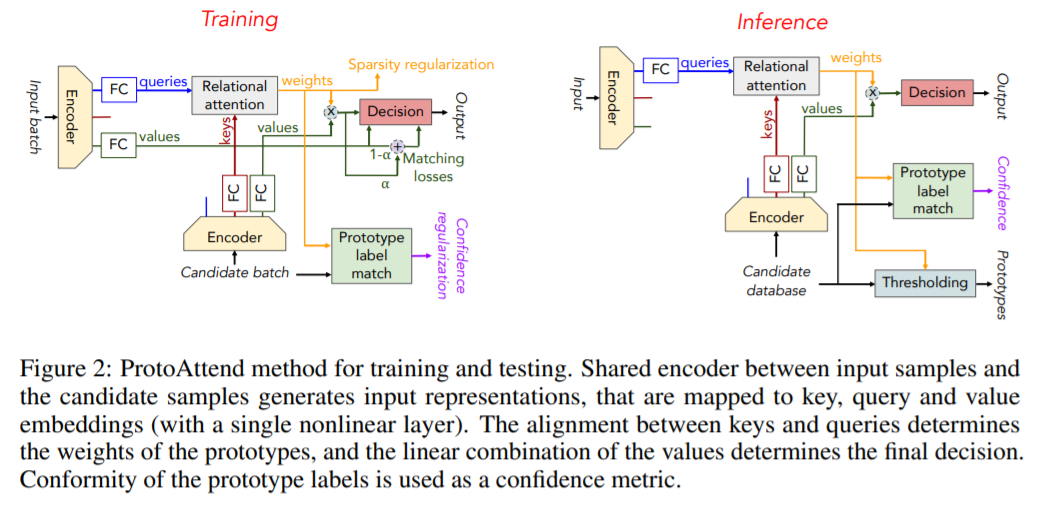 Training
Inference
Input batch
Encoder
FC
queries
Relational
attention
weights
Sparsity regularization
x
Decision
Output
FC
values
keys
values
+
1-α
α
Matching
losses
FC
FC
Encoder
Candidate batch
Prototype
label
match
Confidence
regularization
Input
Encoder
FC
queries
Relational
attention
weights
x
Decision
Output
keys
values
FC
FC
Encoder
Candidate
database
Prototype
label
match
Confidence
Thresholding
Prototypes
Figure 2: ProtoAttend method for training and testing. Shared encoder between input samples and
the candidate samples generates input representations, that are mapped to key, query and value
embeddings (with a single nonlinear layer). The alignment between keys and queries determines
the weights of the prototypes, and the linear combination of the values determines the final decision.
Conformity of the prototype labels is used as a confidence metric.